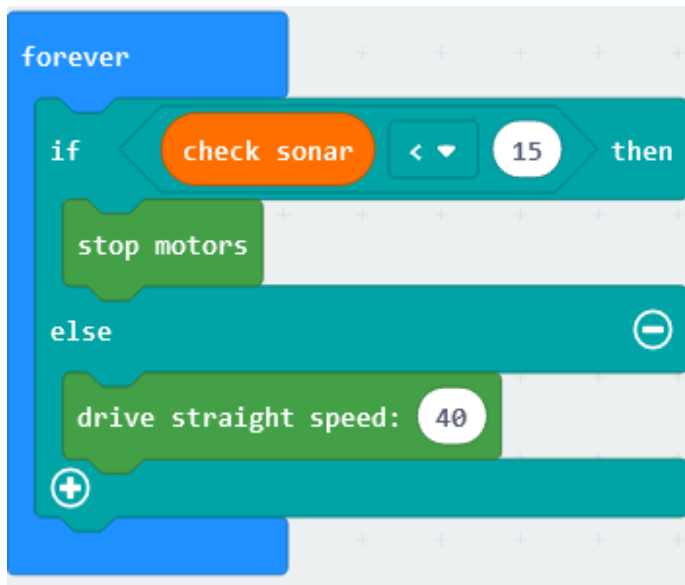 forever
if check sonar < 15 then
stop motors
else
drive straight speed: 40